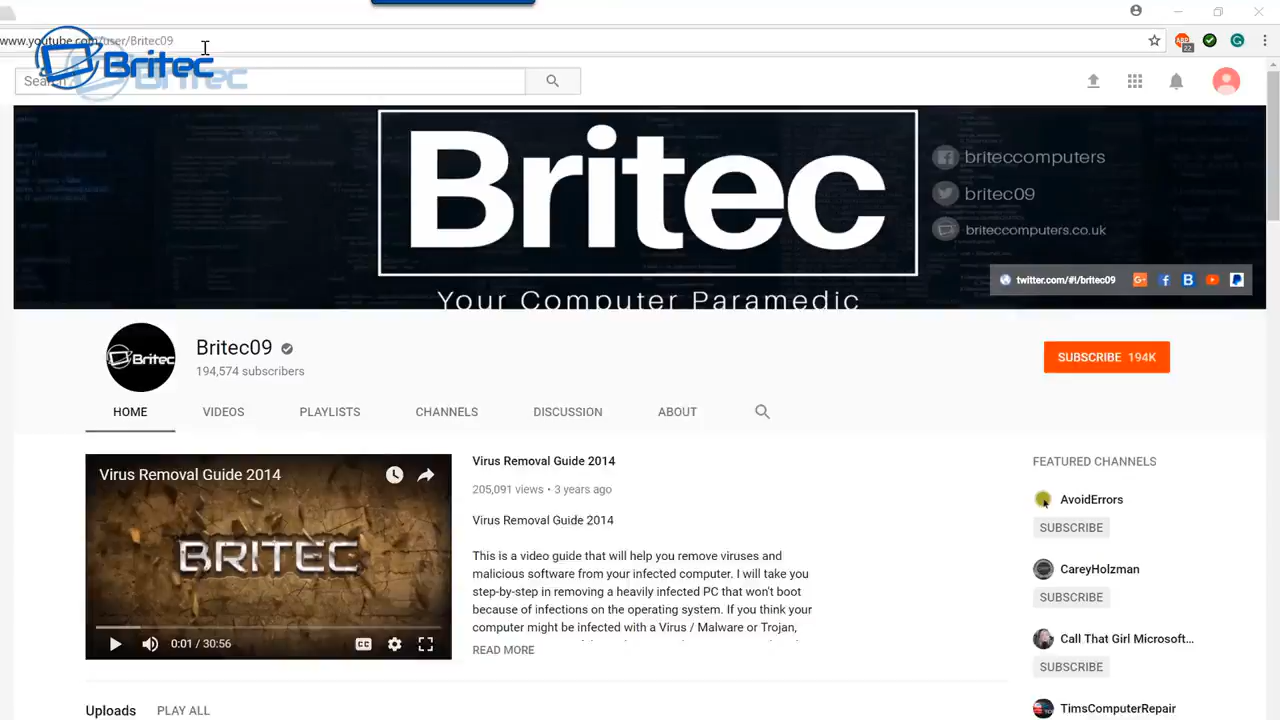 www.youtube.com/user/Britec09
Britec
Britec
ABP
22
Search
Britec
Your Computer Paramedic
briteccomputers
britec09
briteccomputers.co.uk
twitter.com/#!/britec09
Britec
Britec09
194,574 subscribers
SUBSCRIBE 194K
HOME VIDEOS PLAYLISTS CHANNELS DISCUSSION ABOUT
Virus Removal Guide 2014
BRITEC
0:01 / 30:56
CC
Virus Removal Guide 2014
205,091 views • 3 years ago
Virus Removal Guide 2014
This is a video guide that will help you remove viruses and
malicious software from your infected computer. I will take you
step-by-step in removing a heavily infected PC that won't boot
because of infections on the operating system. If you think your
computer might be infected with a Virus / Malware or Trojan,
READ MORE
FEATURED CHANNELS
AvoidErrors
SUBSCRIBE
CareyHolzman
SUBSCRIBE
Call That Girl Microsoft...
SUBSCRIBE
TimsComputerRepair
Uploads PLAY ALL